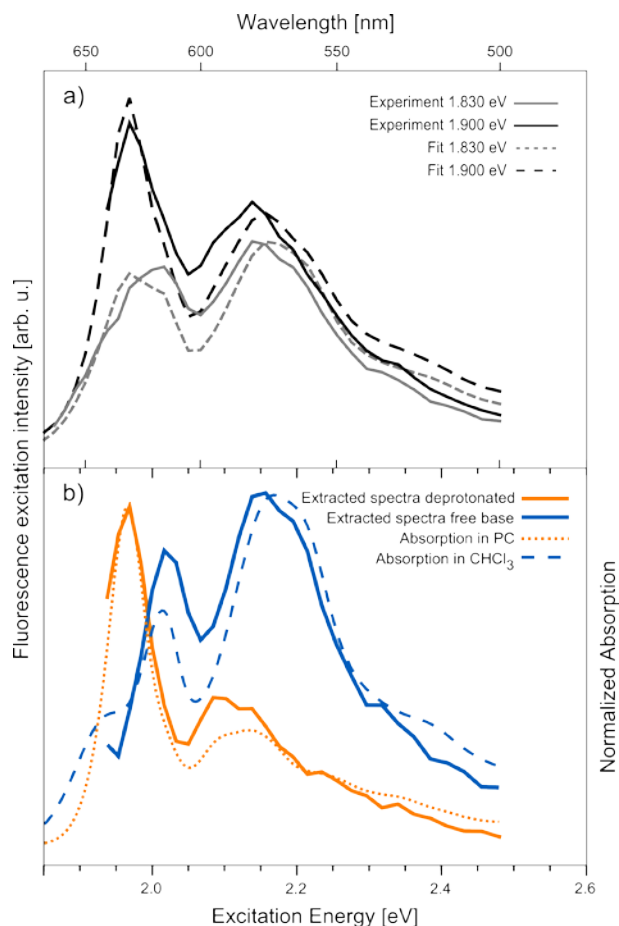 Wavelength [nm]
650 600 550 500
a)
Experiment 1.830 eV
Experiment 1.900 eV
Fit 1.830 eV
Fit 1.900 eV
Fluorescence excitation intensity [arb. u.]
b)
Extracted spectra deprotonated
Extracted spectra free base
Absorption in PC
Absorption in CHCl3
Normalized Absorption
2.0 2.2 2.4 2.6
Excitation Energy [eV]